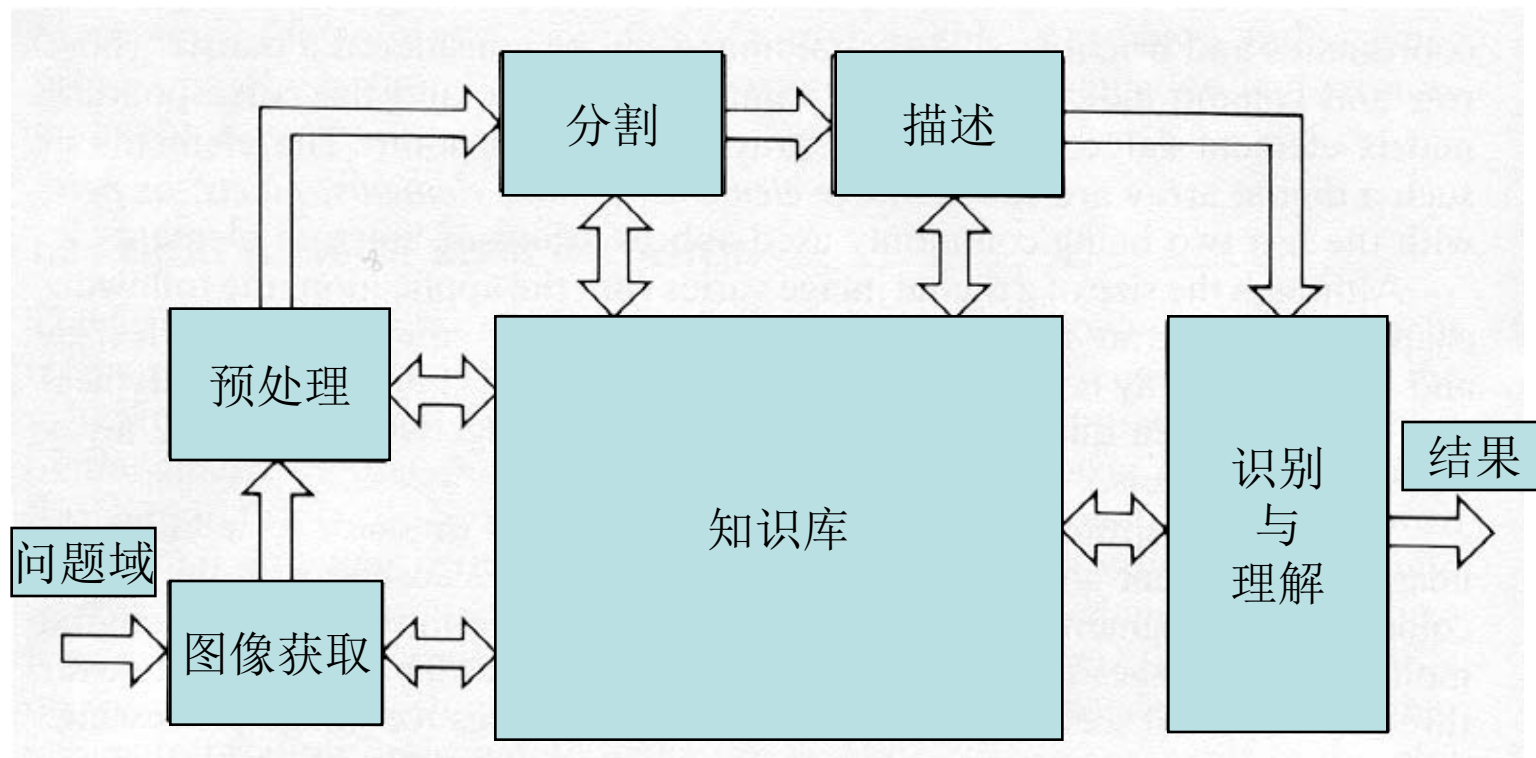 分割
描述
预处理
识别
与
理解
结果
知识库
问题域
图像获取